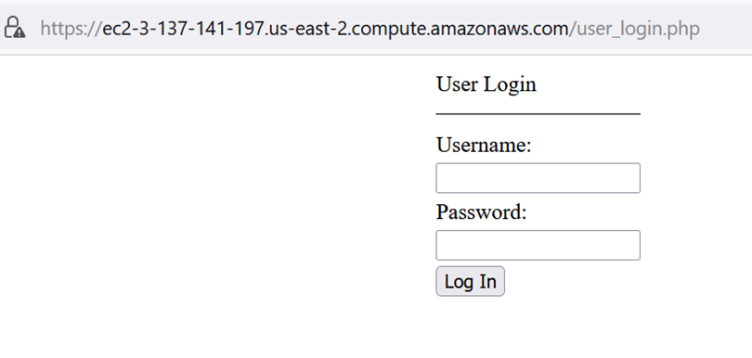 https://ec2-3-137-141-197.us-east-2.compute.amazonaws.com/user_login.php
User Login
Username:
Password:
Log In